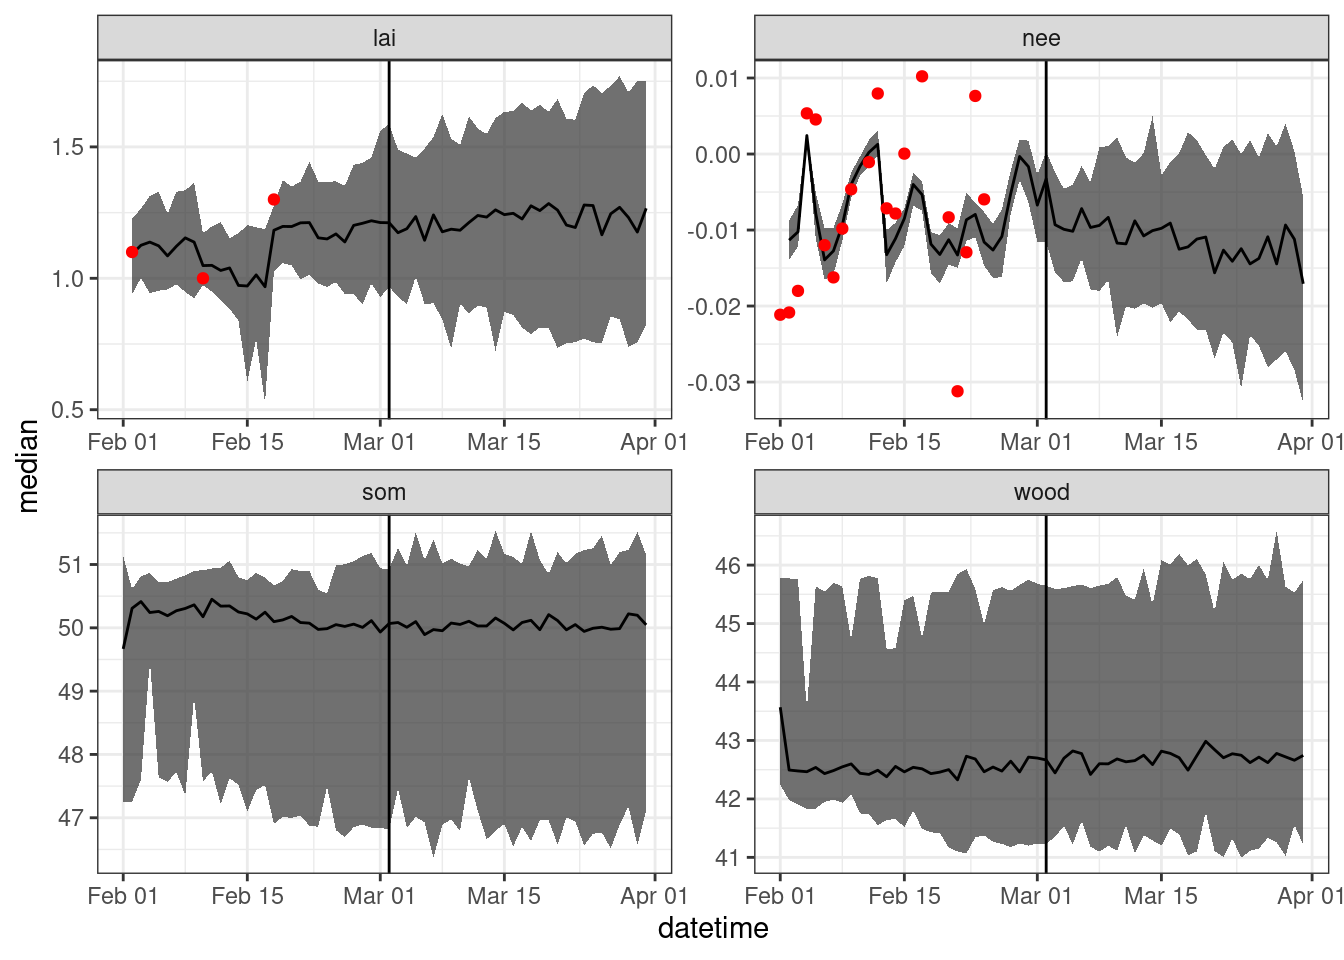 lai
nee
1.5
1.0
0.5
0.01
0.00
-0.01
-0.02
-0.03
Feb 01 Feb 15 Mar 01 Mar 15 Apr 01
Feb 01 Feb 15 Mar 01 Mar 15 Apr 01
median
som
wood
51
50
49
48
47
46
45
44
43
42
41
Feb 01 Feb 15 Mar 01 Mar 15 Apr 01
Feb 01 Feb 15 Mar 01 Mar 15 Apr 01
datetime